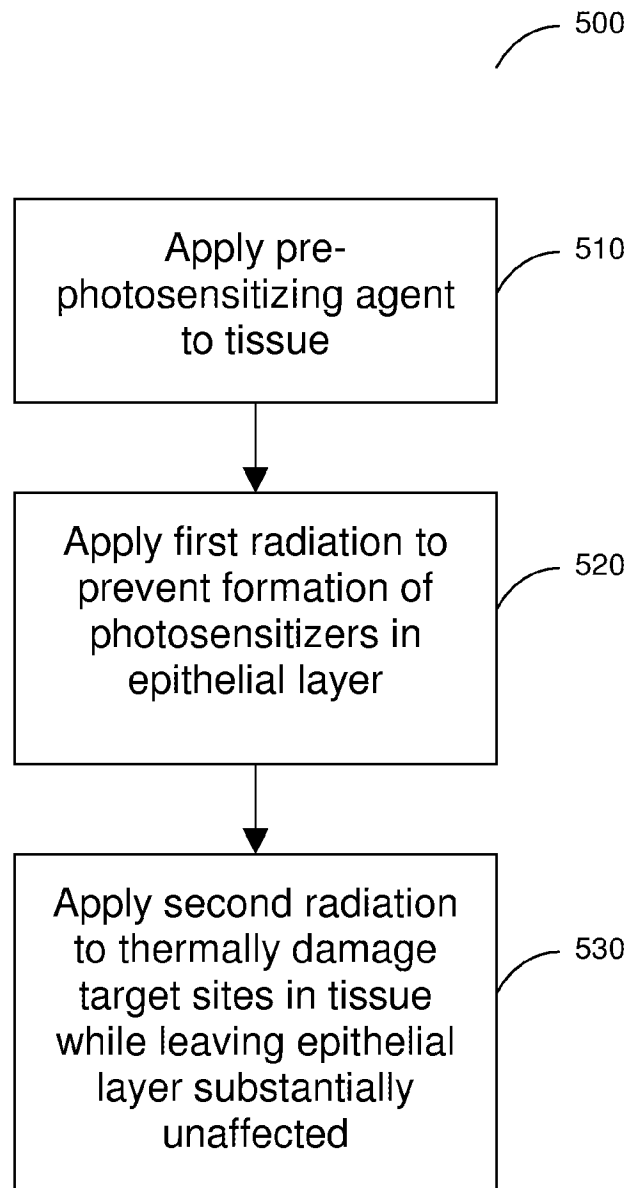 500
Apply pre-
photosensitizing agent
to tissue
510
Apply first radiation to
prevent formation of
photosensitizers in
epithelial layer
520
Apply second radiation
to thermally damage
target sites in tissue
while leaving epithelial
layer substantially
unaffected
530